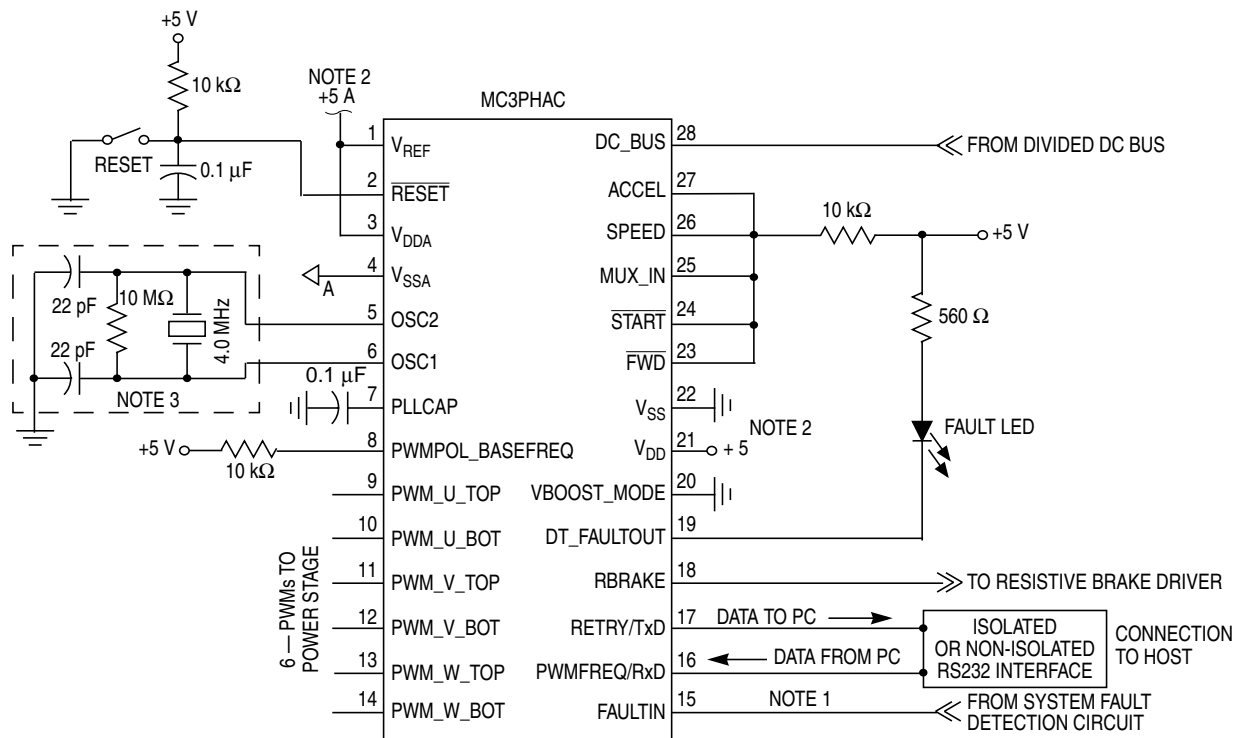 +5 V
10 kΩ
RESET
0.1 μF
NOTE 2
+5 A
MC3PHAC
1
VREF
2
RESET
3
VDDA
4
VSSA
A
5
OSC2
6
OSC1
7
PLLCAP
8
PWMPOL_BASEFREQ
9
PWM_U_TOP
10
PWM_U_BOT
11
PWM_V_TOP
12
PWM_V_BOT
13
PWM_W_TOP
14
PWM_W_BOT
22 pF
10 MΩ
4.0 MHz
22 pF
NOTE 3
0.1 μF
+5 V
10 kΩ
6 — PWMs TO
POWER STAGE
DC_BUS
28
FROM DIVIDED DC BUS
ACCEL
27
SPEED
26
MUX_IN
25
START
24
FWD
23
10 kΩ
+5 V
560 Ω
FAULT LED
VSS
22
NOTE 2
VDD
21
+ 5
VBOOST_MODE
20
DT_FAULTOUT
19
RBRAKE
18
TO RESISTIVE BRAKE DRIVER
RETRY/TxD
17
DATA TO PC
PWMFREQ/RxD
16
DATA FROM PC
ISOLATED
OR NON-ISOLATED
RS232 INTERFACE
CONNECTION
TO HOST
FAULTIN
15
NOTE 1
FROM SYSTEM FAULT
DETECTION CIRCUIT